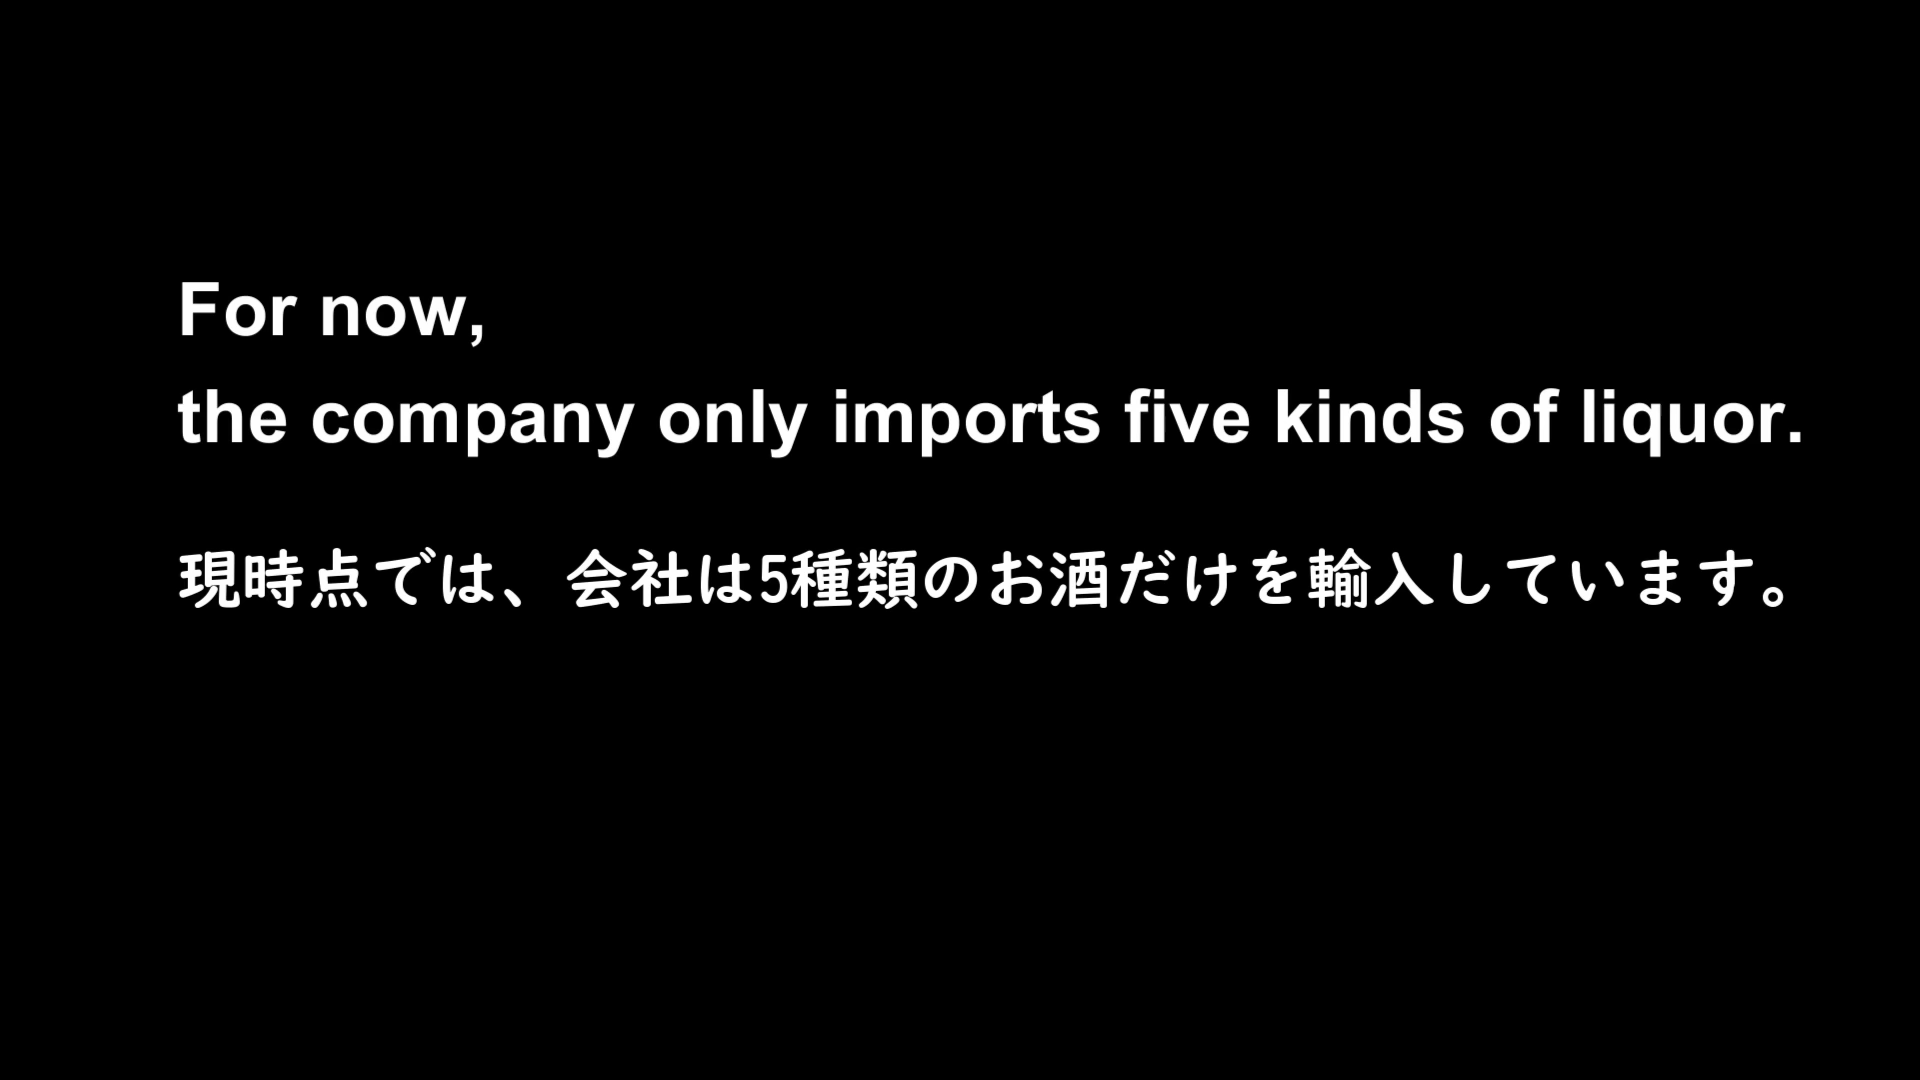 For now,
the company only imports five kinds of liquor.
現時点では、会社は5種類のお酒だけを輸入しています。